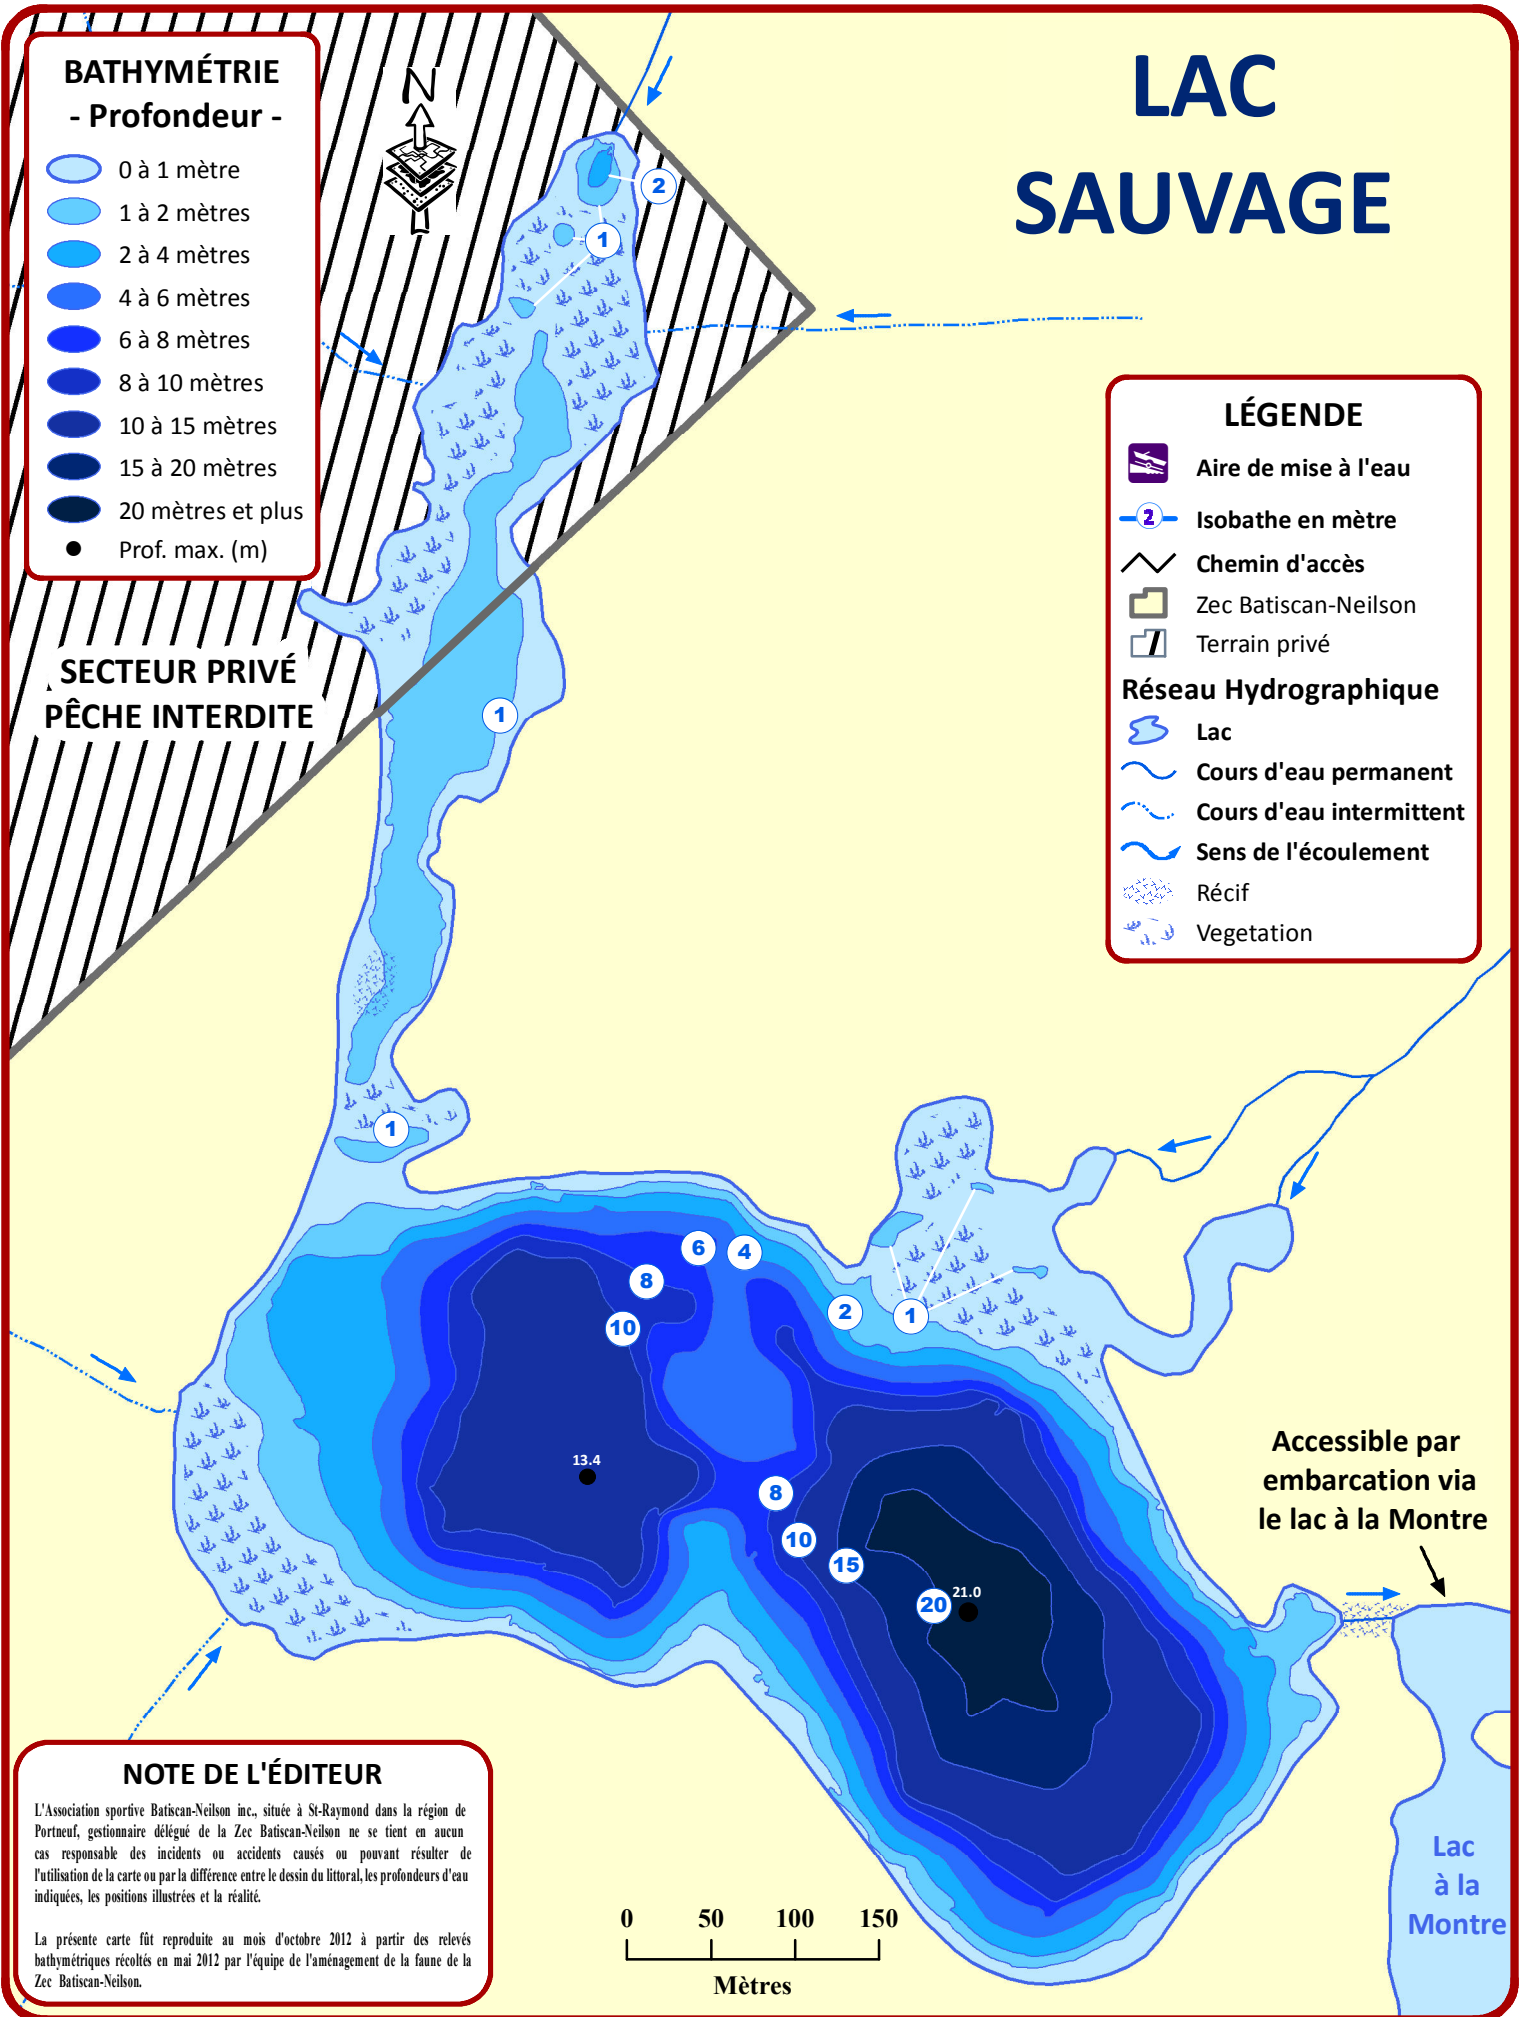 LAC
SAUVAGE
BATHYMÉTRIE
- Profondeur -
0 à 1 mètre
1 à 2 mètres
2 à 4 mètres
4 à 6 mètres
6 à 8 mètres
8 à 10 mètres
10 à 15 mètres
15 à 20 mètres
20 mètres et plus
Prof. max. (m)
N
2
1
SECTEUR PRIVÉ
PÊCHE INTERDITE
1
LÉGENDE
Aire de mise à l'eau
2 Isobathe en mètre
Chemin d'accès
Zec Batiscan-Neilson
Terrain privé
Réseau Hydrographique
Lac
Cours d'eau permanent
Cours d'eau intermittent
Sens de l'écoulement
Récif
Vegetation
1
6
4
8
2
1
10
13.4
8
10
15
20
21.0
Accessible par
embarcation via
le lac à la Montre
Lac
à la
Montre
NOTE DE L'ÉDITEUR
L'Association sportive Batiscan-Neilson inc., située à St-Raymond dans la région de
Portneuf, gestionnaire délégué de la Zec Batiscan-Neilson ne se tient en aucun
cas responsable des incidents ou accidents causés ou pouvant résulter de
l'utilisation de la carte ou par la différence entre le dessin du littoral, les profondeurs d'eau
indiquées, les positions illustrées et la réalité.
La présente carte fût reproduite au mois d'octobre 2012 à partir des relevés
bathymétriques récoltés en mai 2012 par l'équipe de l'aménagement de la faune de la
Zec Batiscan-Neilson.
0 50 100 150
Mètres